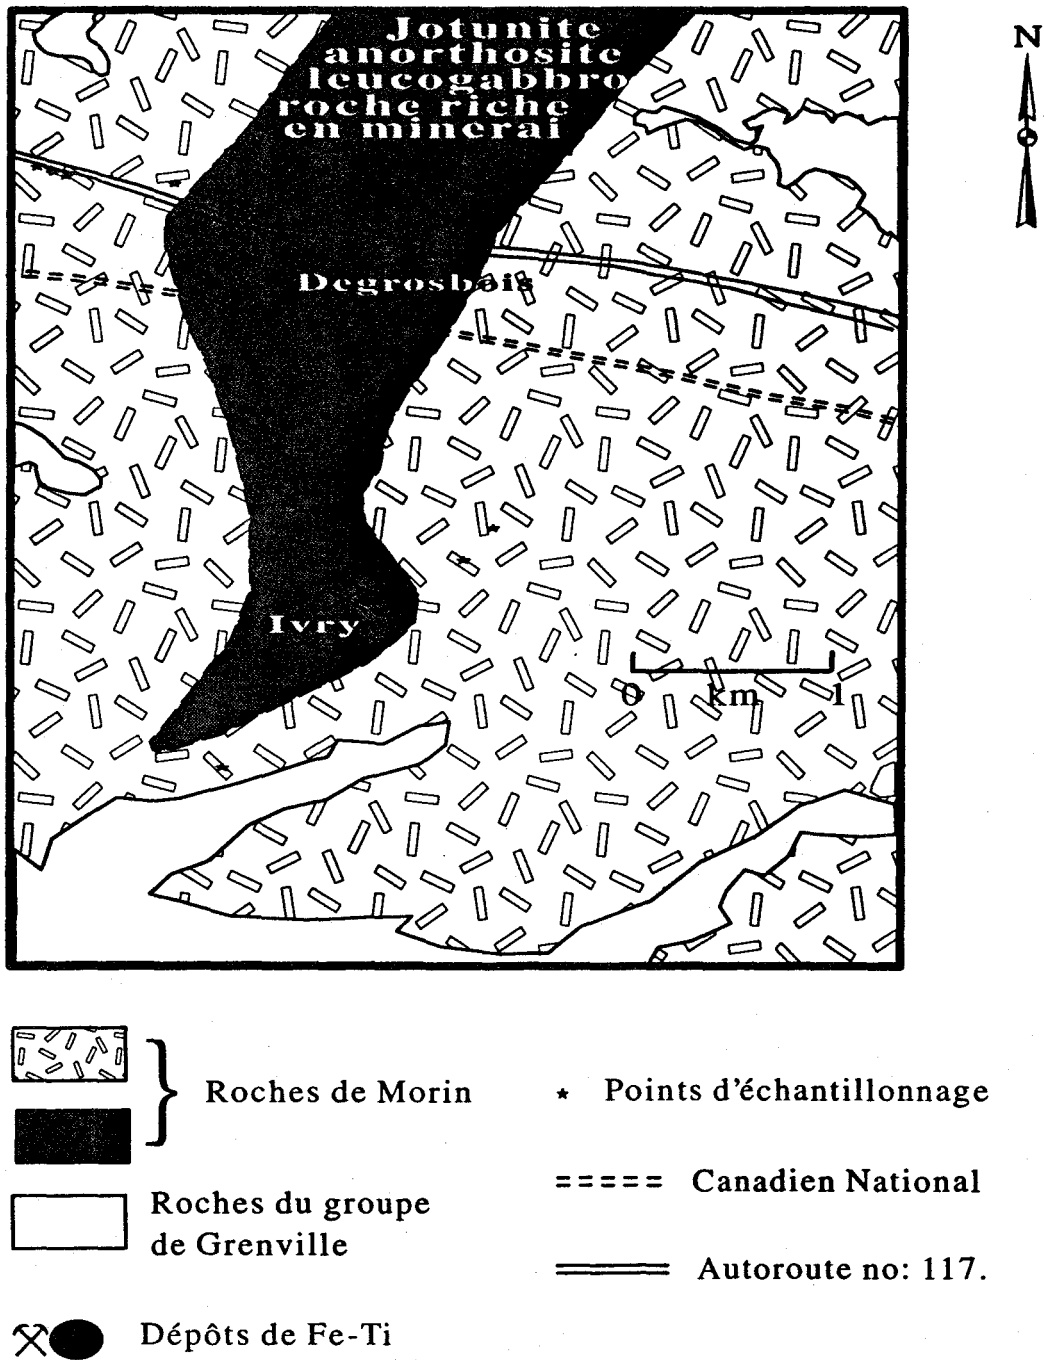 Jotunite
anorthosite
leucogabbro
roche riche
en minerai
N
Degrosbois
Ivry
0 km 1
Roches de Morin
Points d'échantillonnage
Roches du groupe
de Grenville
Canadien National
Autoroute no: 117.
Dépôts de Fe-Ti